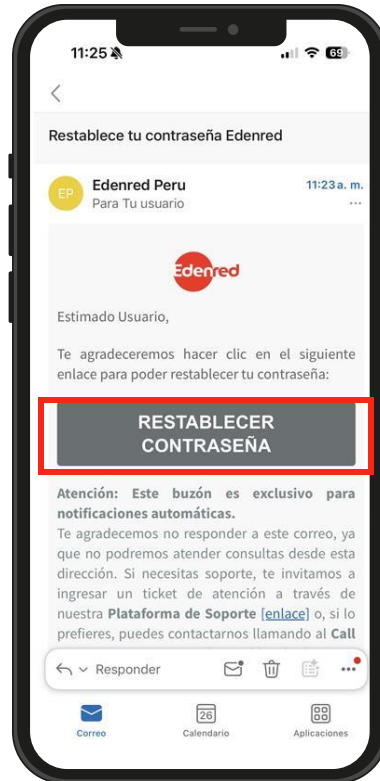 11:25
69
Restablece tu contraseña Edenred
EP
Edenred Peru
11:23 a. m.
Para Tu usuario
Edenred
Estimado Usuario,
Te agradeceremos hacer clic en el siguiente
enlace para poder restablecer tu contraseña:
RESTABLECER
CONTRASEÑA
Atención: Este buzón es exclusivo para
notificaciones automáticas.
Te agradecemos no responder a este correo, ya
que no podremos atender consultas desde esta
dirección. Si necesitas soporte, te invitamos a
ingresar un ticket de atención a través de
nuestra Plataforma de Soporte [enlace] o, si lo
prefieres, puedes contactarnos llamando al Call
Responder
26
Correo
Calendario
Aplicaciones